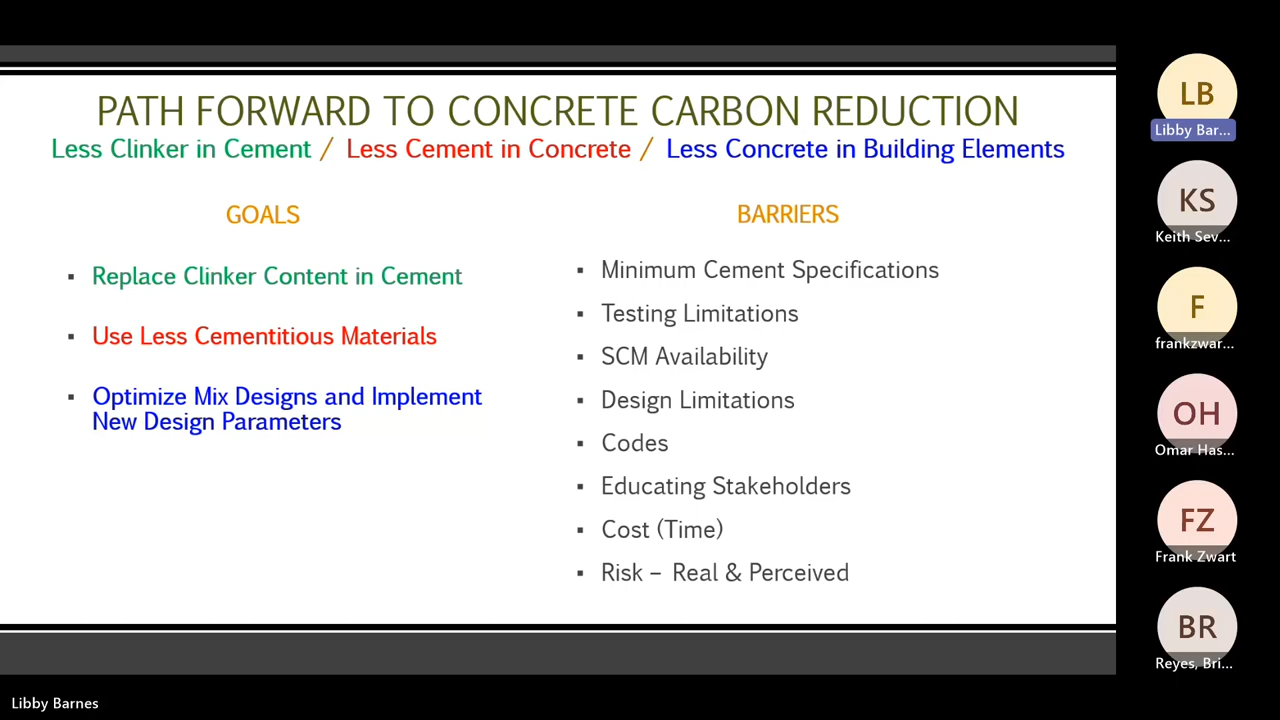 PATH FORWARD TO CONCRETE CARBON REDUCTION
Less Clinker in Cement / Less Cement in Concrete / Less Concrete in Building Elements
GOALS
▪ Replace Clinker Content in Cement
▪ Use Less Cementitious Materials
▪ Optimize Mix Designs and Implement
New Design Parameters
BARRIERS
▪ Minimum Cement Specifications
▪ Testing Limitations
▪ SCM Availability
▪ Design Limitations
▪ Codes
▪ Educating Stakeholders
▪ Cost (Time)
▪ Risk – Real & Perceived
LB
Libby Bar...
KS
Keith Sev...
F
frankzwar...
OH
Omar Has...
FZ
Frank Zwart
BR
Reyes, Bri...
Libby Barnes